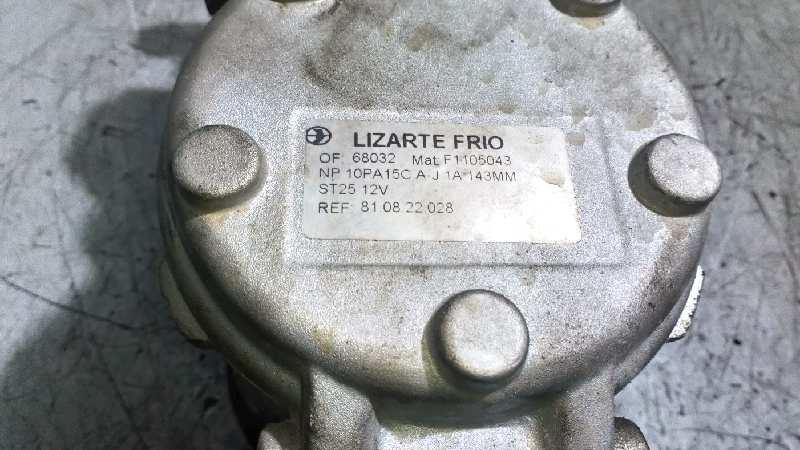 LIZARTE FRIO
OF: 68032 Mat.F1105043
NP 10PA15C A-J 1A*143MM
ST25 12V
REF: 81 08 22 028